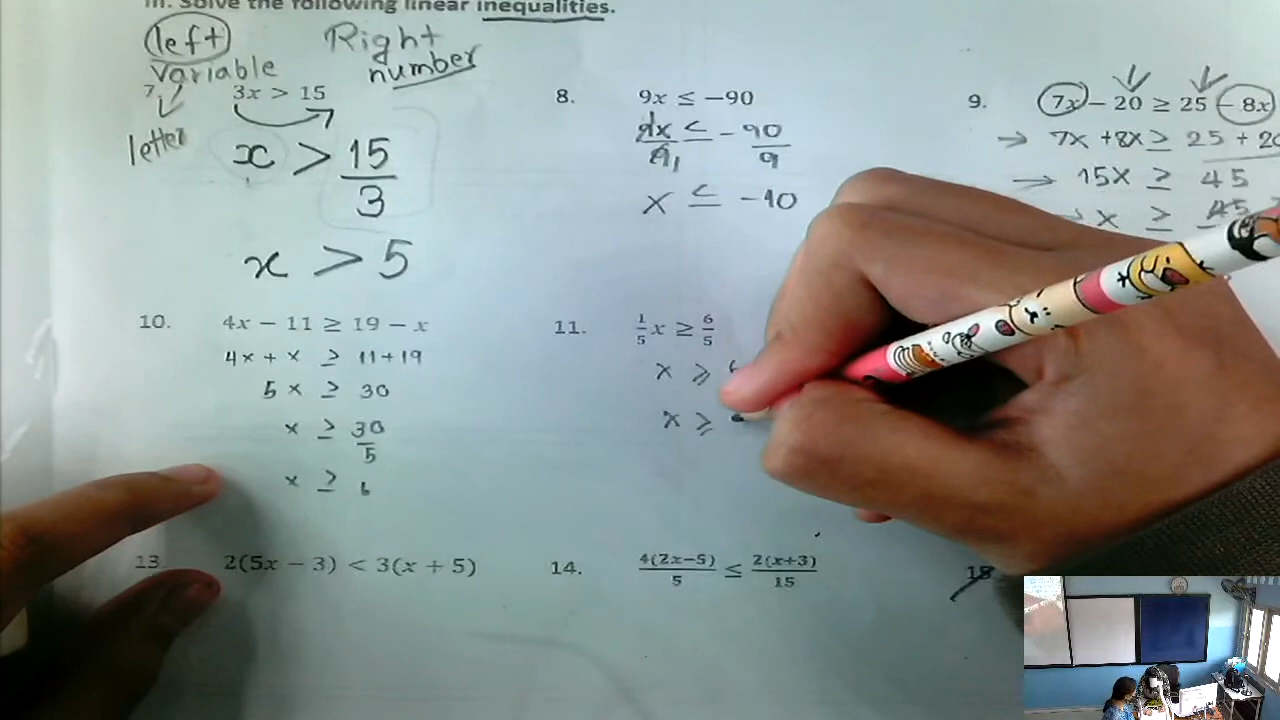 III. Solve the following linear inequalities.
left Right
variable number
7. 3x > 15
letter
x > 15/3
x > 5
8. 9x ≤ −90
9x/9 ≤ -90/9
x ≤ -10
9. 7x − 20 ≥ 25 − 8x
7x + 8x ≥ 25 + 20
15x ≥ 45
x ≥ 45
10. 4x − 11 ≥ 19 − x
4x + x ≥ 11+19
5x ≥ 30
x ≥ 30/5
x ≥ 6
11. 1/5 x ≥ 6/5
x ≥
x ≥
13. 2(5x − 3) < 3(x + 5)
14. 4(2x−5)/5 ≤ 2(x+3)/15
15